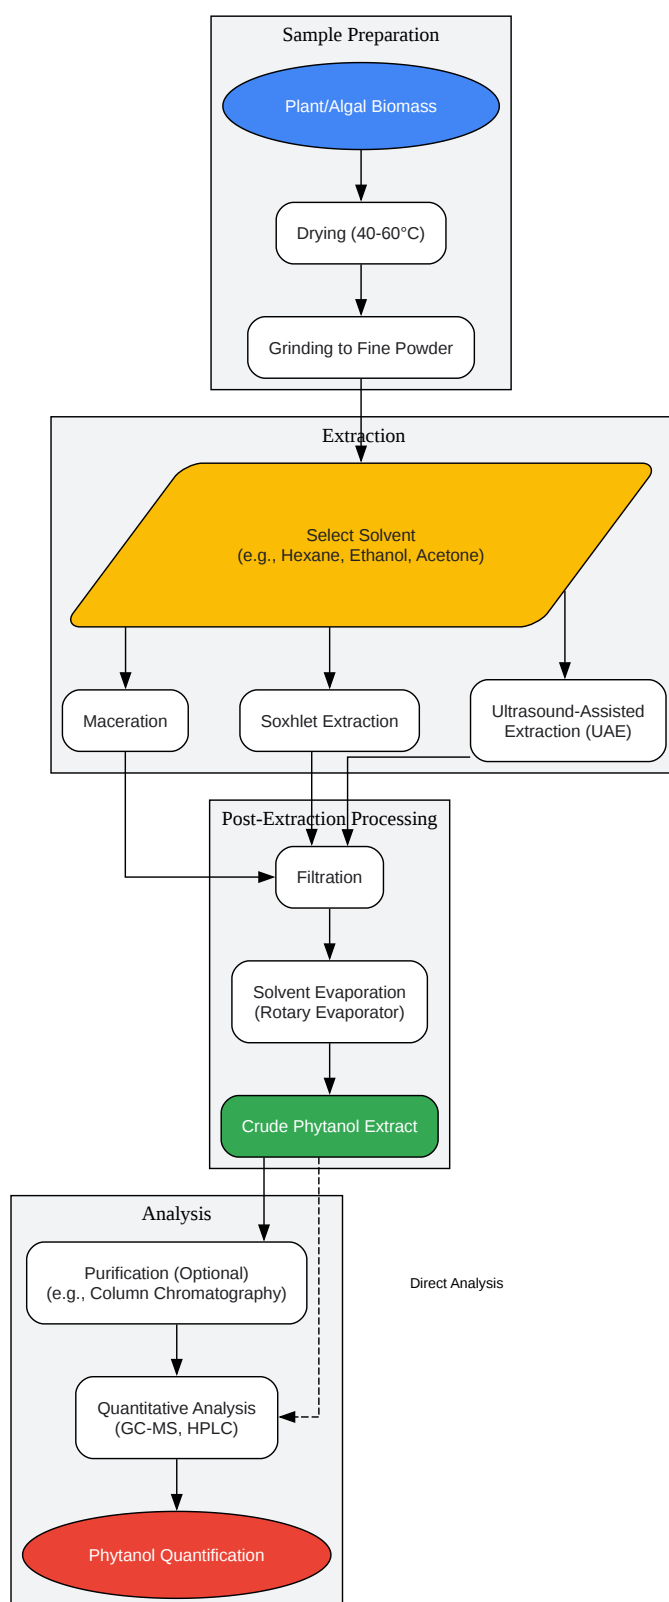 Sample Preparation
Plant/Algal Biomass
Drying (40-60°C)
Grinding to Fine Powder
Extraction
Select Solvent
(e.g., Hexane, Ethanol, Acetone)
Maceration
Soxhlet Extraction
Ultrasound-Assisted
Extraction (UAE)
Post-Extraction Processing
Filtration
Solvent Evaporation
(Rotary Evaporator)
Crude Phytanol Extract
Analysis
Purification (Optional)
(e.g., Column Chromatography)
Direct Analysis
Quantitative Analysis
(GC-MS, HPLC)
Phytanol Quantification